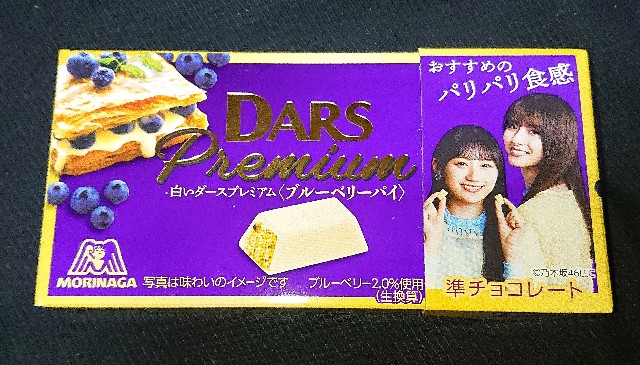 DARS
Premium
白いダースプレミアム〈ブルーベリーパイ〉
MORINAGA
写真は味わいのイメージです
ブルーベリー2.0%使用
(生換算)
おすすめの
パリパリ食感
©乃木坂46LLC
準チョコレート